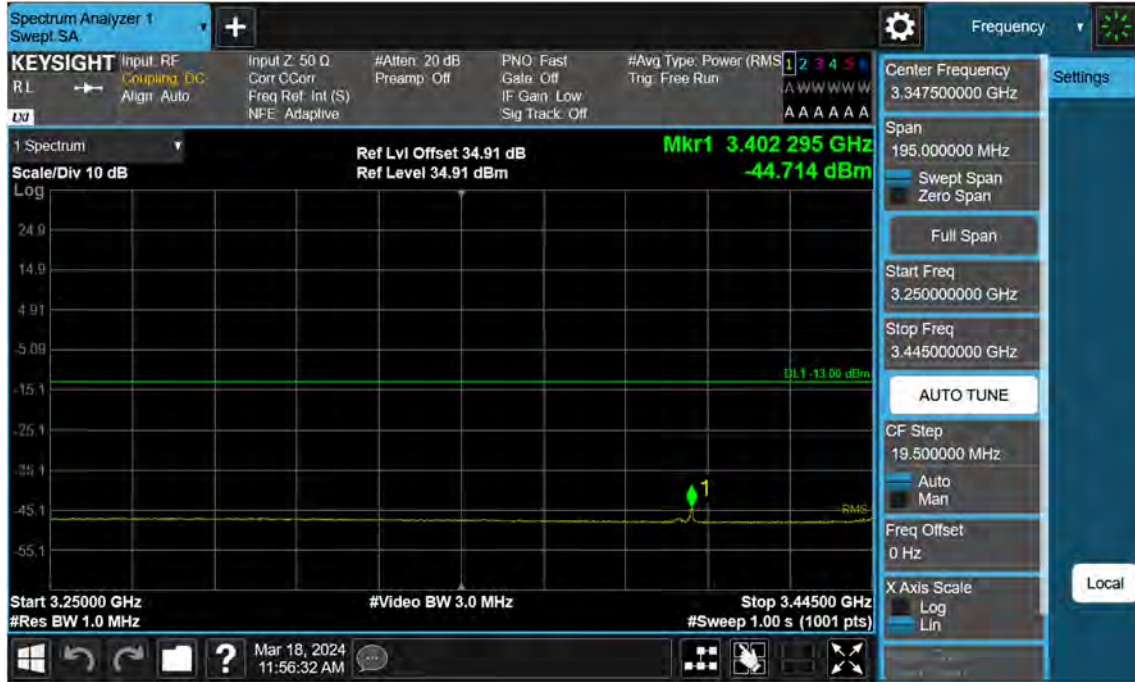 Spectrum Analyzer 1
Swept SA
Frequency
KEYSIGHT
RL
LXI
Input: RF
Coupling: DC
Align: Auto
Input Z: 50 Ω
Corr CCorr
Freq Ref: Int (S)
NFE: Adaptive
#Atten: 20 dB
Preamp: Off
PNO: Fast
Gate: Off
IF Gain: Low
Sig Track: Off
#Avg Type: Power (RMS
Trig: Free Run
1 2 3 4 5 6
A W W W W W
A A A A A A
1 Spectrum
Scale/Div 10 dB
Log
Ref Lvl Offset 34.91 dB
Ref Level 34.91 dBm
Mkr1 3.402 295 GHz
-44.714 dBm
24.9
14.9
4.91
-5.09
DL1 -13.00 dBm
-15.1
-25.1
-35.1
1
-45.1
RMS
-55.1
Start 3.25000 GHz
#Res BW 1.0 MHz
#Video BW 3.0 MHz
Stop 3.44500 GHz
#Sweep 1.00 s (1001 pts)
Mar 18, 2024
11:56:32 AM
Center Frequency
3.347500000 GHz
Settings
Span
195.000000 MHz
Swept Span
Zero Span
Full Span
Start Freq
3.250000000 GHz
Stop Freq
3.445000000 GHz
AUTO TUNE
CF Step
19.500000 MHz
Auto
Man
Freq Offset
0 Hz
X Axis Scale
Log
Lin
Local